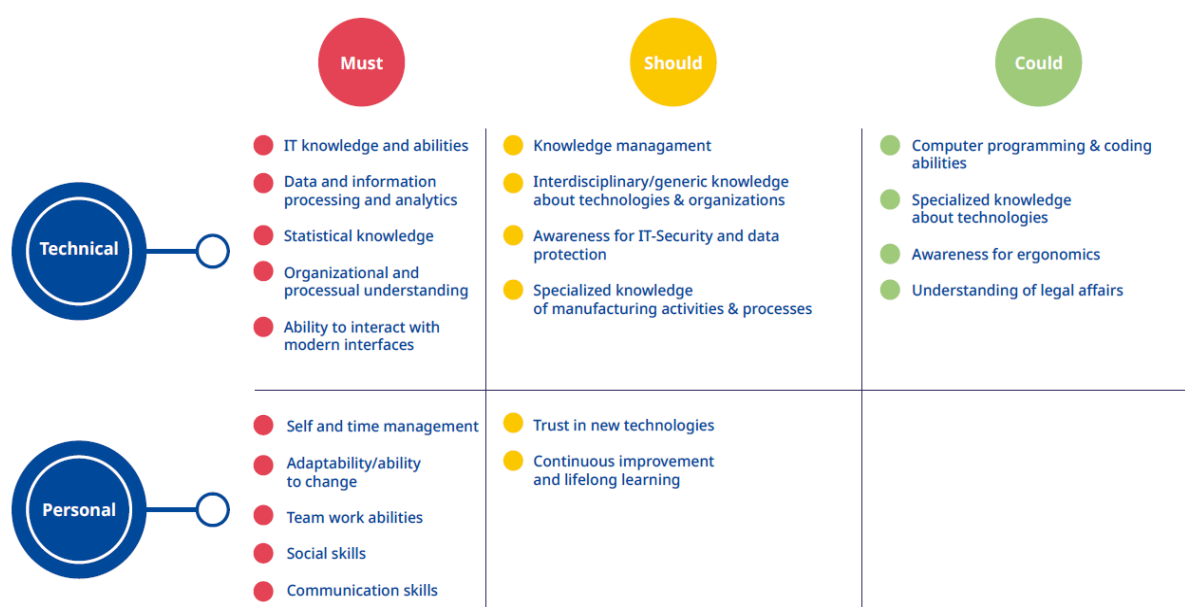 Must
Should
Could
Technical
IT knowledge and abilities
Data and information
processing and analytics
Statistical knowledge
Organizational and
processual understanding
Ability to interact with
modern interfaces
Knowledge managament
Interdisciplinary/generic knowledge
about technologies & organizations
Awareness for IT-Security and data
protection
Specialized knowledge
of manufacturing activities & processes
Computer programming & coding
abilities
Specialized knowledge
about technologies
Awareness for ergonomics
Understanding of legal affairs
Personal
Self and time management
Adaptability/ability
to change
Team work abilities
Social skills
Communication skills
Trust in new technologies
Continuous improvement
and lifelong learning